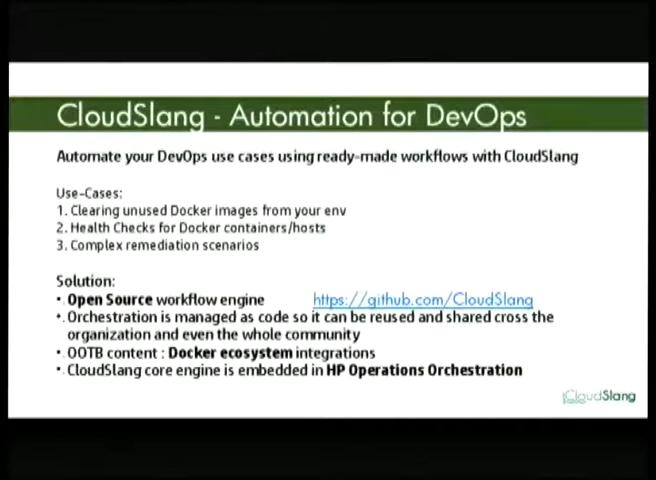 CloudSlang - Automation for DevOps
Automate your DevOps use cases using ready-made workflows with CloudSlang
Use-Cases:
1. Clearing unused Docker images from your env
2. Health Checks for Docker containers/hosts
3. Complex remediation scenarios
Solution:
• Open Source workflow engine https://github.com/CloudSlang
• Orchestration is managed as code so it can be reused and shared cross the
organization and even the whole community
• OOTB content : Docker ecosystem integrations
• CloudSlang core engine is embedded in HP Operations Orchestration
CloudSlang